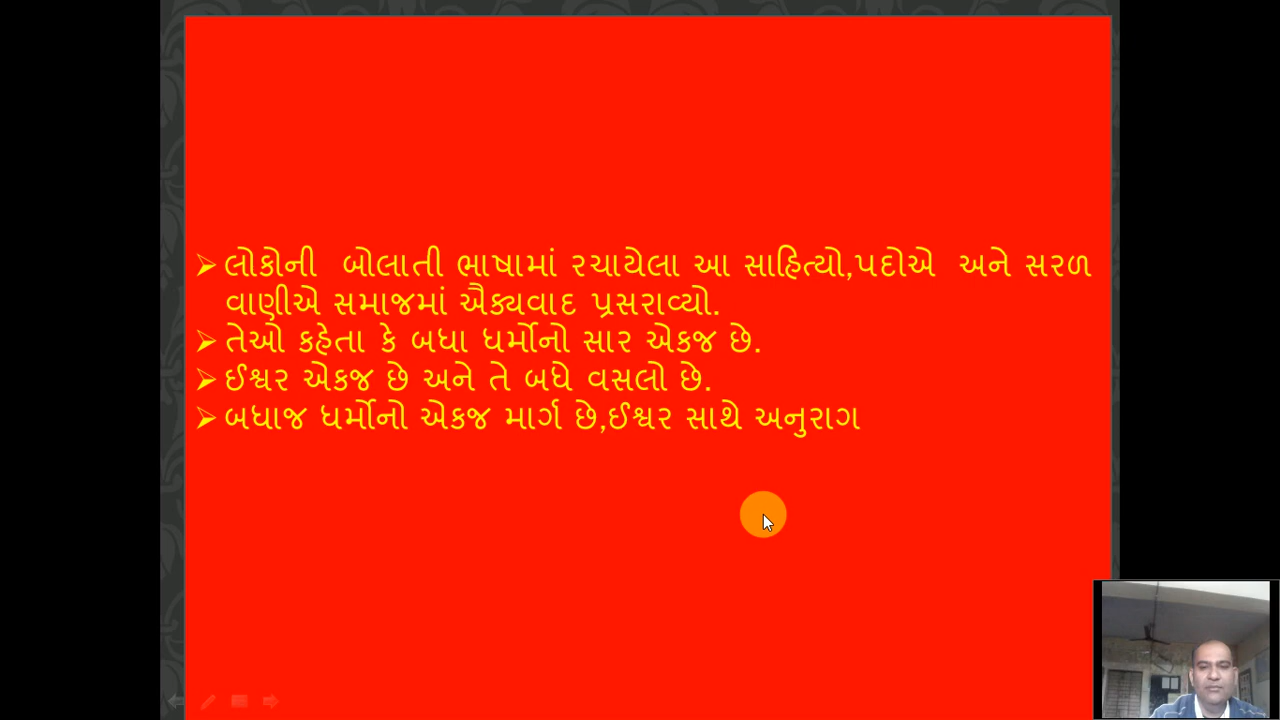 ➢લોકોની બોલાતી ભાષામાં રચાયેલા આ સાહિત્યો,પદોએ અને સરળ
વાણીએ સમાજમાં ઐક્યવાદ પ્રસરાવ્યો.
➢તેઓ કહેતા કે બધા ધર્મોનો સાર એકજ છે.
➢ઈશ્વર એકજ છે અને તે બધે વસલો છે.
➢બધાજ ધર્મોનો એકજ માર્ગ છે,ઈશ્વર સાથે અનુરાગ